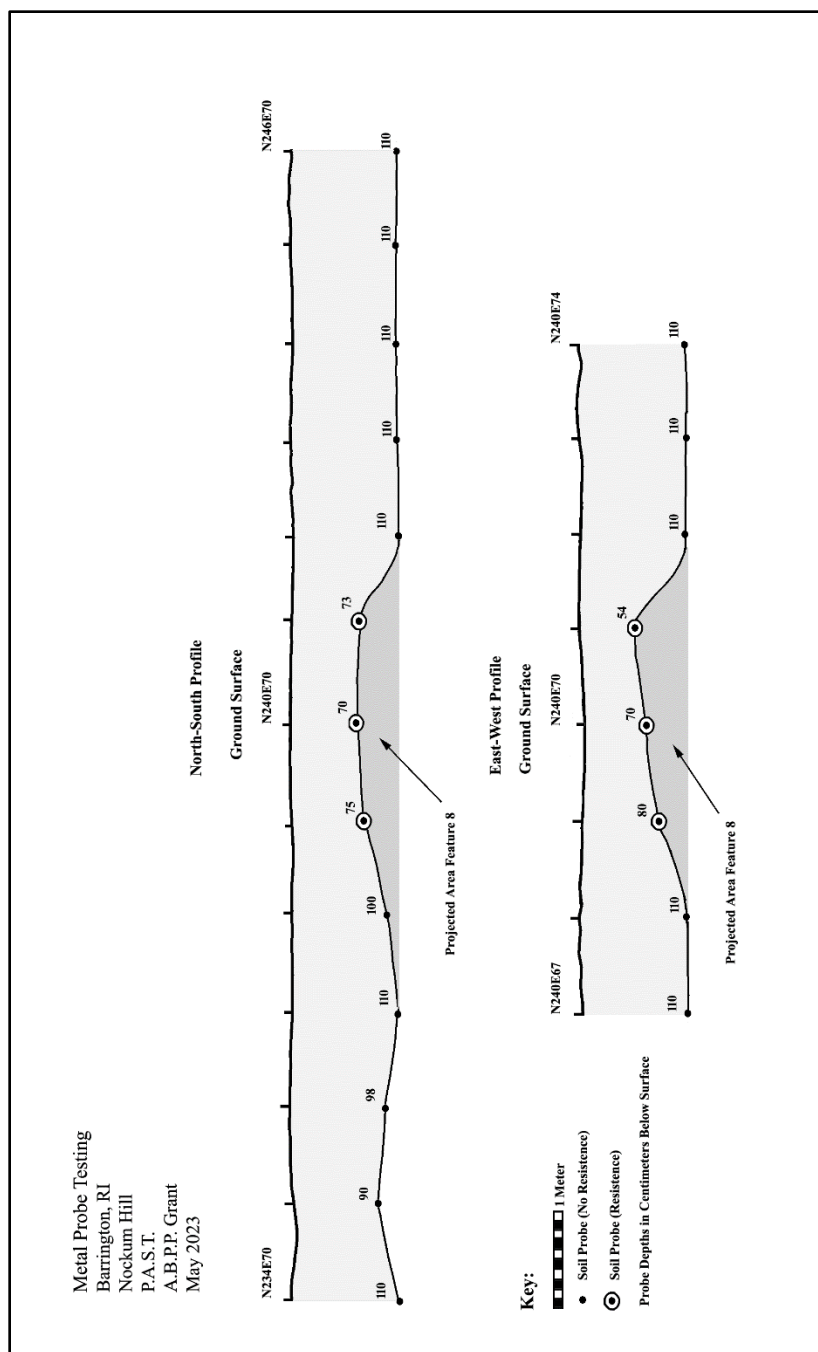 Metal Probe Testing
Barrington, RI
Nockum Hill
P.A.S.T.
A.B.P.P. Grant
May 2023
North-South Profile
Ground Surface
N234E70
N240E70
N246E70
110
90
98
110
100
75
70
73
110
110
110
110
110
Projected Area Feature 8
East-West Profile
Ground Surface
N240E67
N240E70
N240E74
110
110
80
70
54
110
110
110
Projected Area Feature 8
Key:
1 Meter
Soil Probe (No Resistence)
Soil Probe (Resistence)
Probe Depths in Centimeters Below Surface